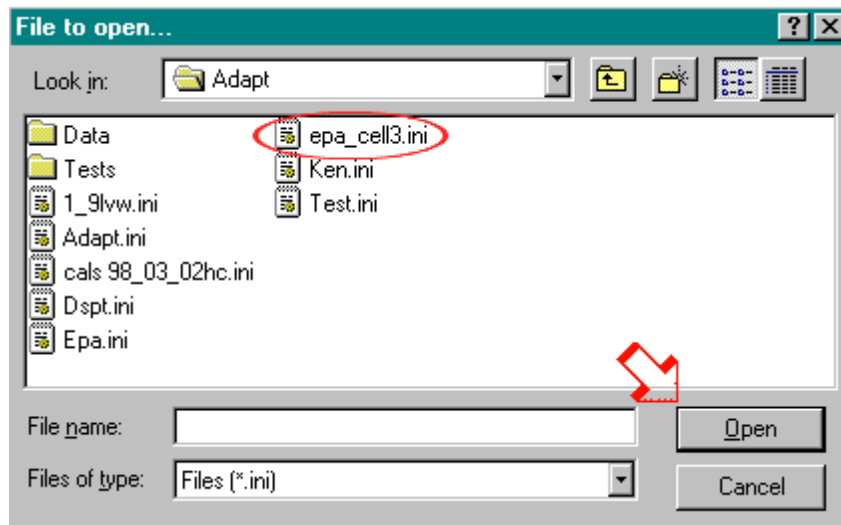 File to open...
Look in: Adapt
Data
Tests
1_9lvw.ini
Adapt.ini
cals 98_03_02hc.ini
Dspt.ini
Epa.ini
epa_cell3.ini
Ken.ini
Test.ini
File name:
Open
Files of type: Files (*.ini)
Cancel